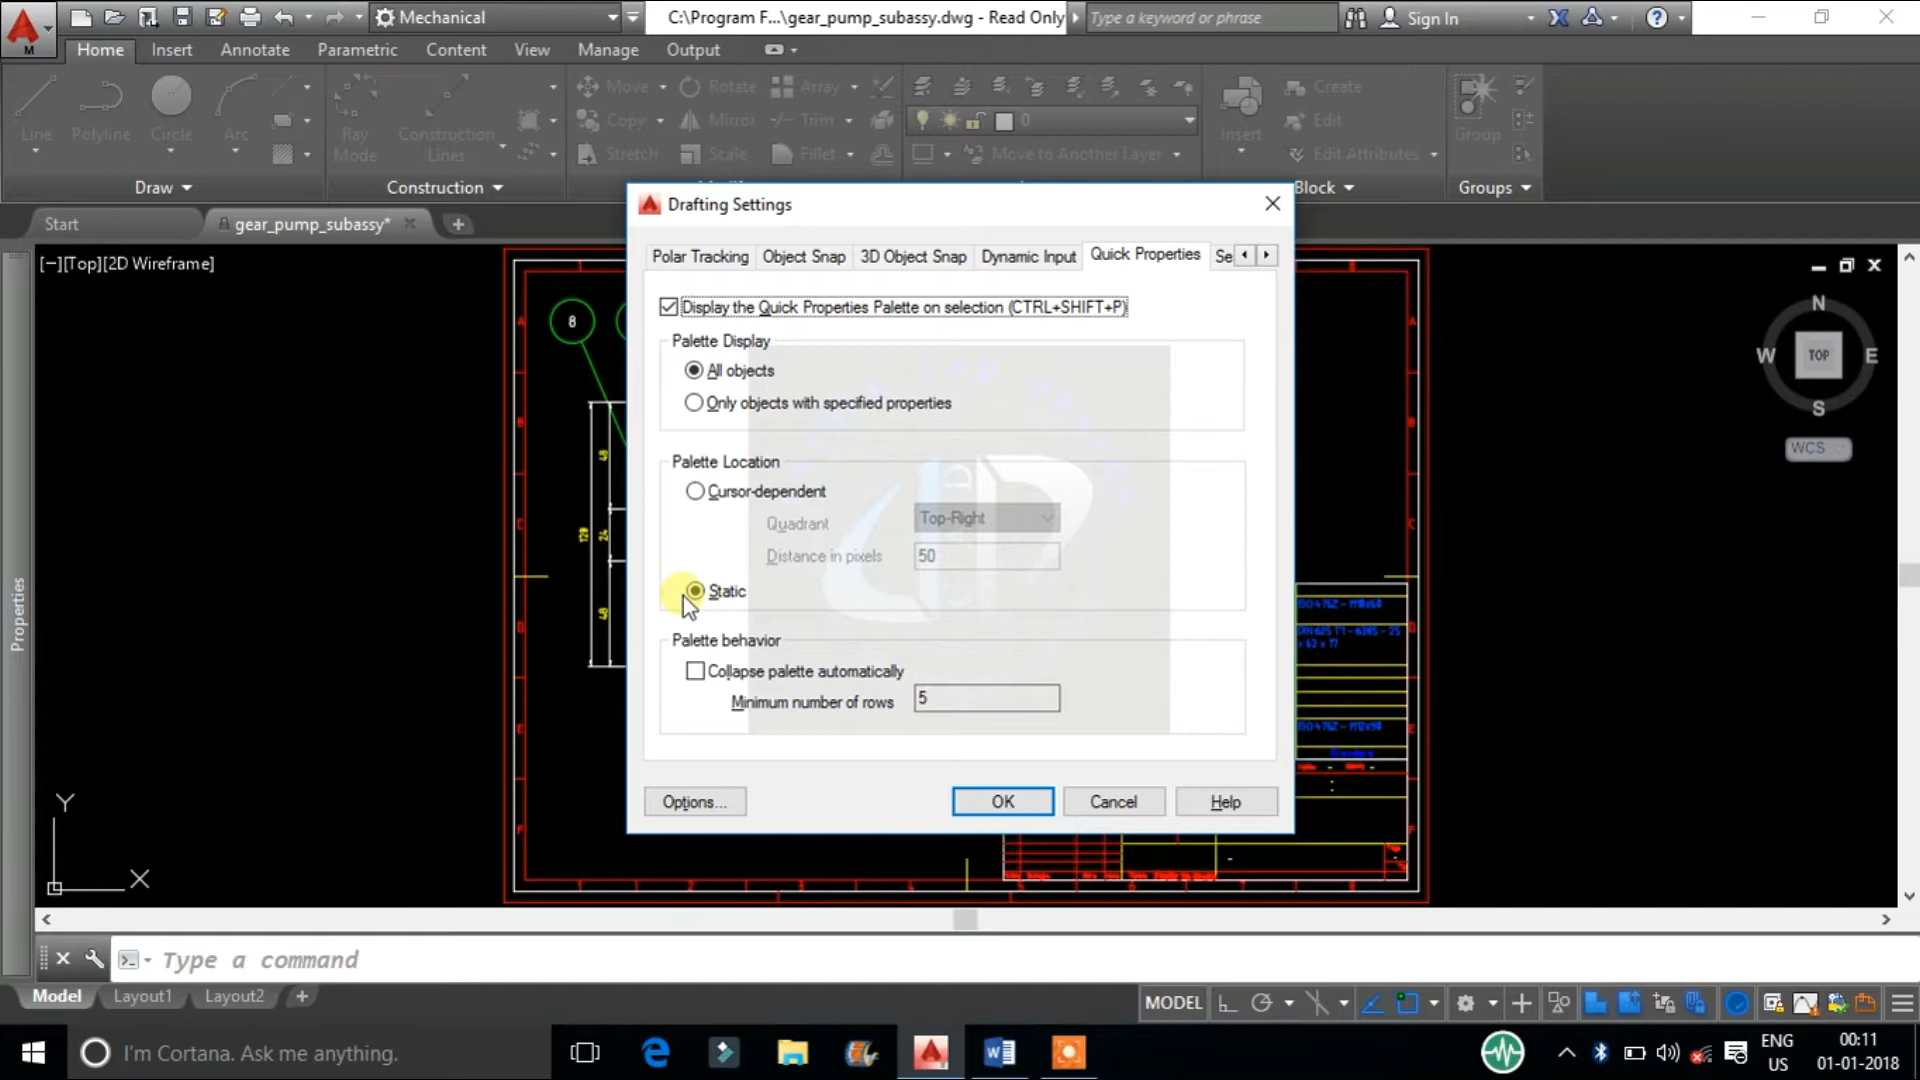 Mechanical
C:\Program F...\gear_pump_subassy.dwg - Read Only
Type a keyword or phrase
Sign In
Home
Insert
Annotate
Parametric
Content
View
Manage
Output
Line
Polyline
Circle
Arc
Ray
Mode
Construction
Lines
Move
Rotate
Array
Copy
Mirror
Trim
Stretch
Scale
Fillet
0
Move to Another Layer
Insert
Create
Edit
Edit Attributes
Group
Draw
Construction
Block
Groups
Start
gear_pump_subassy*
[−][Top][2D Wireframe]
Drafting Settings
Polar Tracking
Object Snap
3D Object Snap
Dynamic Input
Quick Properties
Se
Display the Quick Properties Palette on selection (CTRL+SHIFT+P)
Palette Display
All objects
Only objects with specified properties
Palette Location
Cursor-dependent
Quadrant
Top-Right
Distance in pixels
50
Static
Palette behavior
Collapse palette automatically
Minimum number of rows
5
Options...
OK
Cancel
Help
8
48
24
128
48
N
W
TOP
E
S
WCS
Properties
Y
X
Type a command
Model
Layout1
Layout2
MODEL
I'm Cortana. Ask me anything.
ENG
US
00:11
01-01-2018